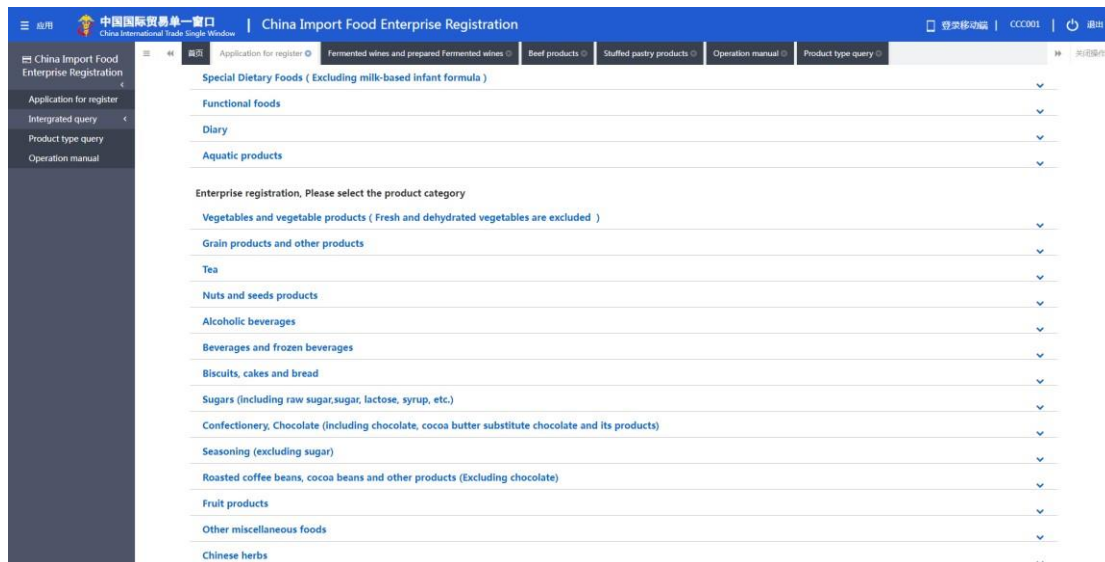 应用
中国国际贸易单一窗口
China International Trade Single Window
| China Import Food Enterprise Registration
登录移动端 | CCC001 | 退出
China Import Food Enterprise Registration
Application for register
Intergrated query
Product type query
Operation manual
首页 Application for register Fermented wines and prepared Fermented wines Beef products Stuffed pastry products Operation manual Product type query 关闭操作
Special Dietary Foods ( Excluding milk-based infant formula )
Functional foods
Diary
Aquatic products
Enterprise registration, Please select the product category
Vegetables and vegetable products ( Fresh and dehydrated vegetables are excluded )
Grain products and other products
Tea
Nuts and seeds products
Alcoholic beverages
Beverages and frozen beverages
Biscuits, cakes and bread
Sugars (including raw sugar,sugar, lactose, syrup, etc.)
Confectionery, Chocolate (including chocolate, cocoa butter substitute chocolate and its products)
Seasoning (excluding sugar)
Roasted coffee beans, cocoa beans and other products (Excluding chocolate)
Fruit products
Other miscellaneous foods
Chinese herbs